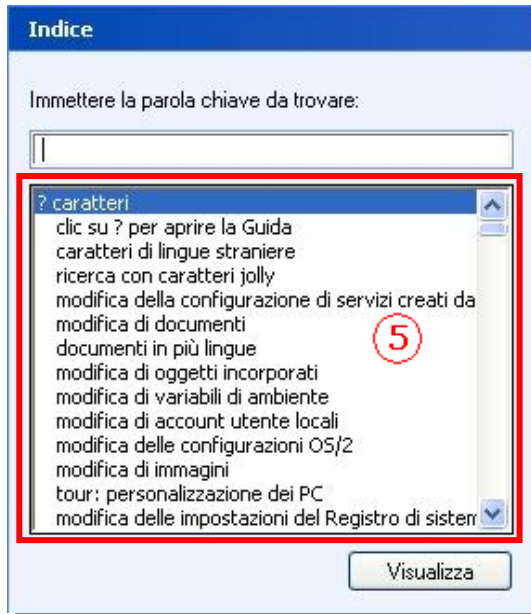 Indice
Immettere la parola chiave da trovare:
? caratteri
clic su ? per aprire la Guida
caratteri di lingue straniere
ricerca con caratteri jolly
modifica della configurazione di servizi creati da
modifica di documenti
5
documenti in più lingue
modifica di oggetti incorporati
modifica di variabili di ambiente
modifica di account utente locali
modifica delle configurazioni OS/2
modifica di immagini
tour: personalizzazione dei PC
modifica delle impostazioni del Registro di sistem
Visualizza